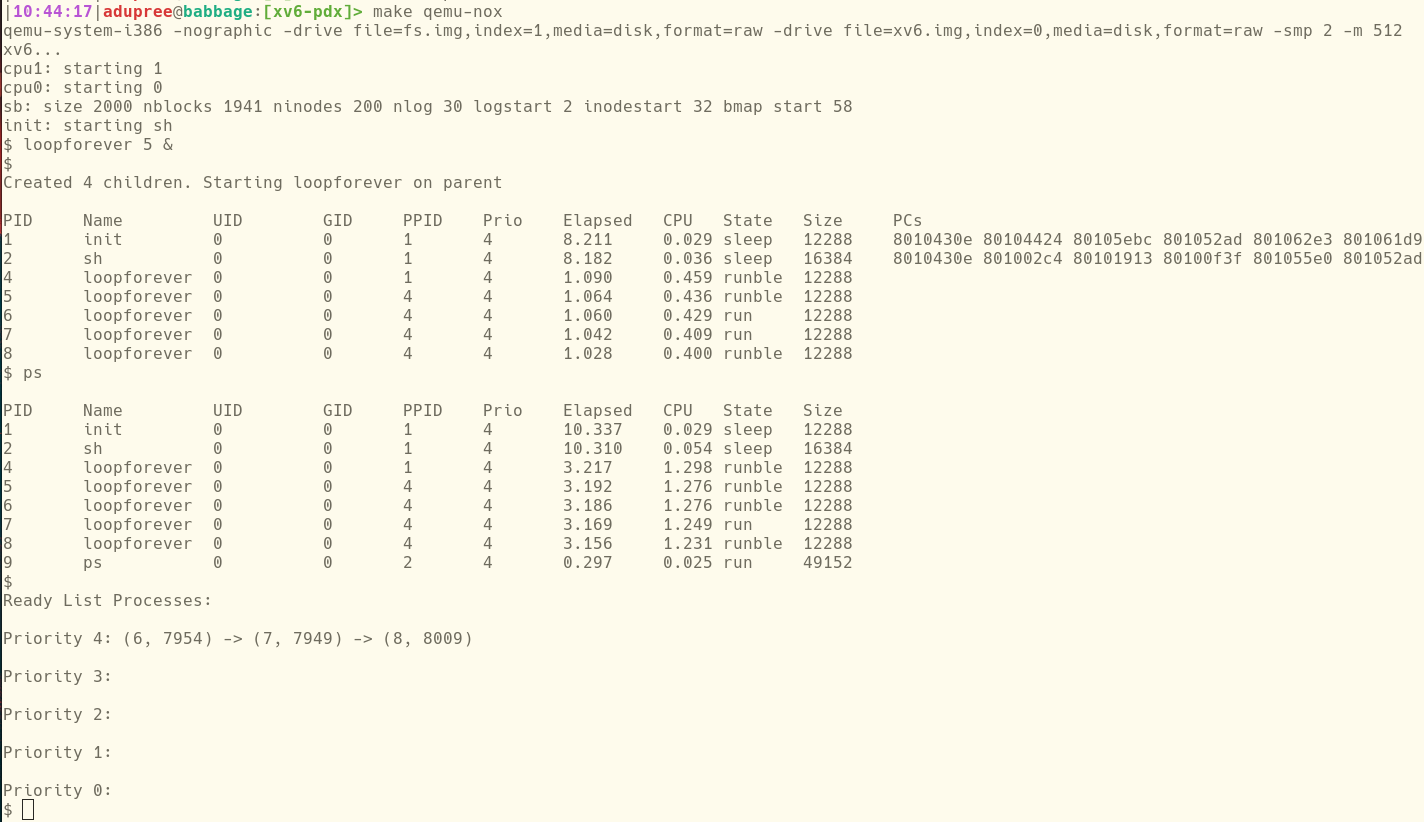 |10:44:17|adupree@babbage:[xv6-pdx]> make qemu-nox
qemu-system-i386 -nographic -drive file=fs.img,index=1,media=disk,format=raw -drive file=xv6.img,index=0,media=disk,format=raw -smp 2 -m 512
xv6...
cpu1: starting 1
cpu0: starting 0
sb: size 2000 nblocks 1941 ninodes 200 nlog 30 logstart 2 inodestart 32 bmap start 58
init: starting sh
$ loopforever 5 &
$
Created 4 children. Starting loopforever on parent
PID Name UID GID PPID Prio Elapsed CPU State Size PCs
1 init 0 0 1 4 8.211 0.029 sleep 12288 8010430e 80104424 80105ebc 801052ad 801062e3 801061d9
2 sh 0 0 1 4 8.182 0.036 sleep 16384 8010430e 801002c4 80101913 80100f3f 801055e0 801052ad
4 loopforever 0 0 1 4 1.090 0.459 runble 12288
5 loopforever 0 0 4 4 1.064 0.436 runble 12288
6 loopforever 0 0 4 4 1.060 0.429 run 12288
7 loopforever 0 0 4 4 1.042 0.409 run 12288
8 loopforever 0 0 4 4 1.028 0.400 runble 12288
$ ps
PID Name UID GID PPID Prio Elapsed CPU State Size
1 init 0 0 1 4 10.337 0.029 sleep 12288
2 sh 0 0 1 4 10.310 0.054 sleep 16384
4 loopforever 0 0 1 4 3.217 1.298 runble 12288
5 loopforever 0 0 4 4 3.192 1.276 runble 12288
6 loopforever 0 0 4 4 3.186 1.276 runble 12288
7 loopforever 0 0 4 4 3.169 1.249 run 12288
8 loopforever 0 0 4 4 3.156 1.231 runble 12288
9 ps 0 0 2 4 0.297 0.025 run 49152
$
Ready List Processes:
Priority 4: (6, 7954) -> (7, 7949) -> (8, 8009)
Priority 3:
Priority 2:
Priority 1:
Priority 0:
$